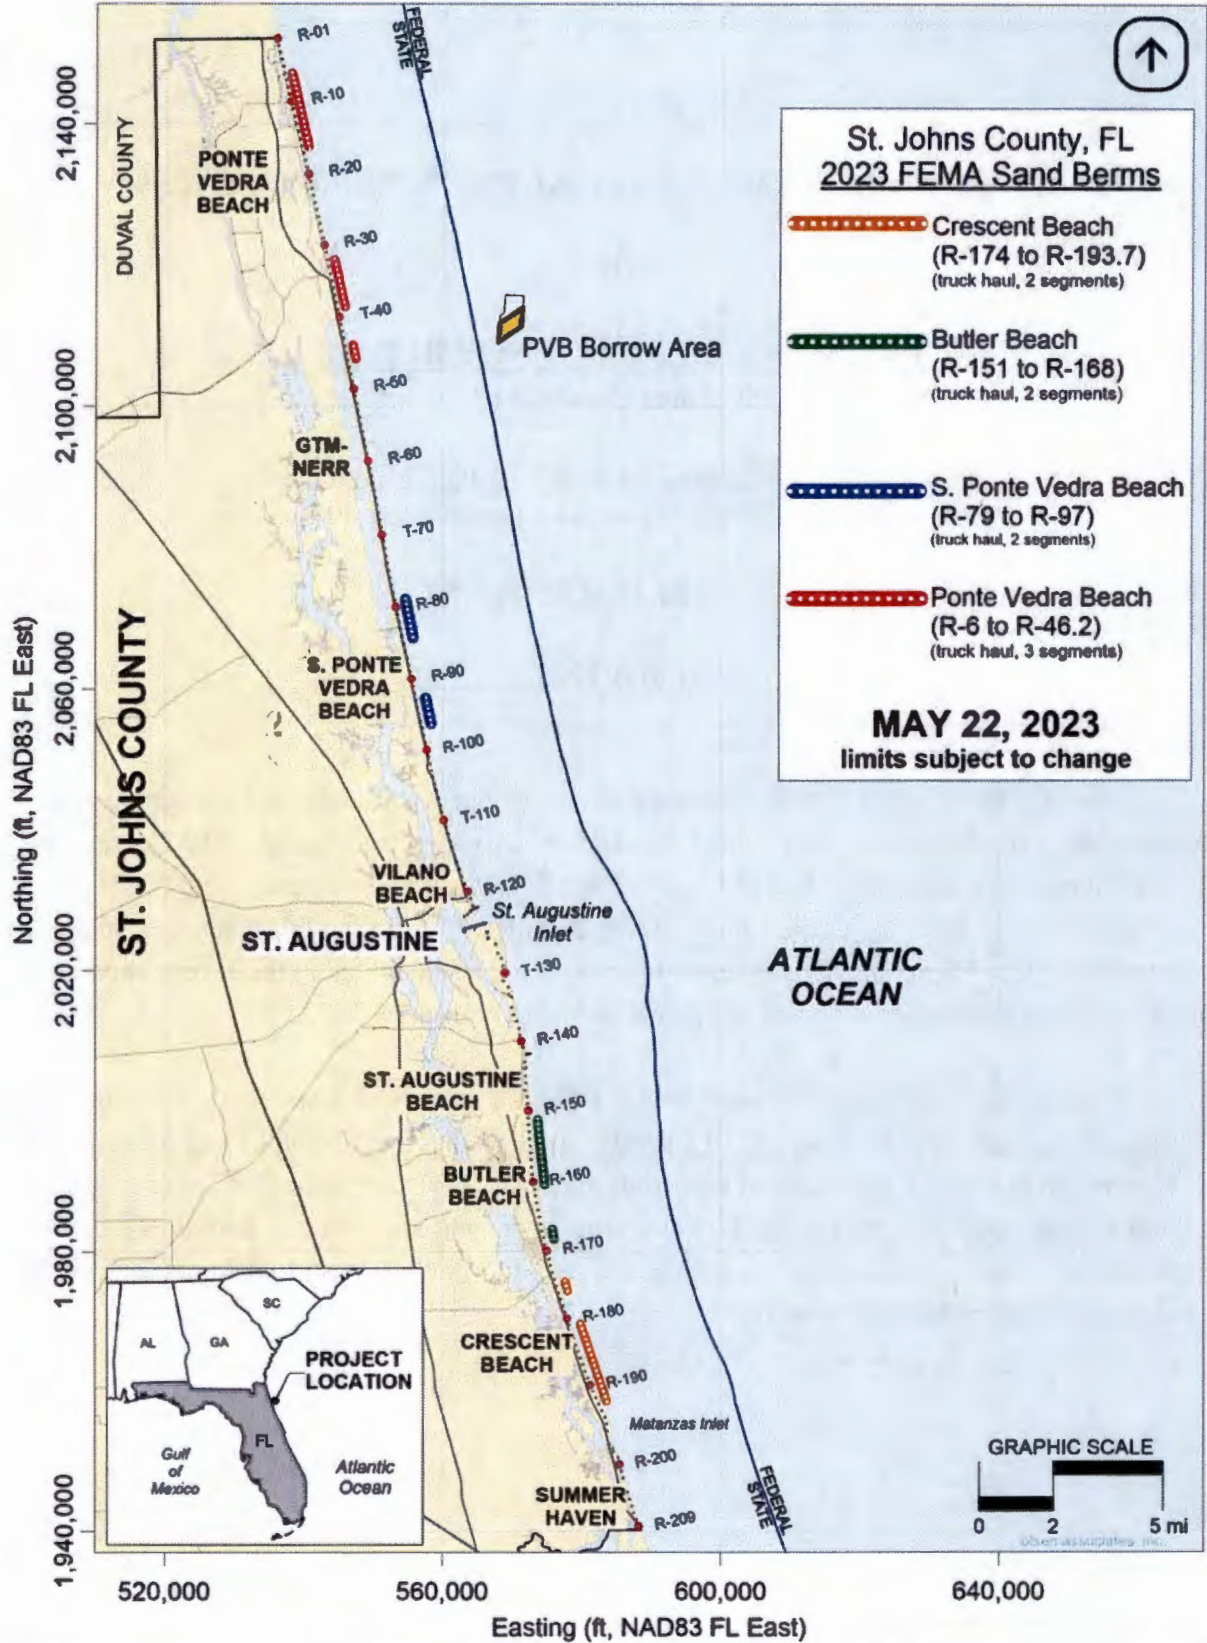 FEDERAL
STATE
St. Johns County, FL
2023 FEMA Sand Berms
Crescent Beach
(R-174 to R-193.7)
(truck haul, 2 segments)
Butler Beach
(R-151 to R-168)
(truck haul, 2 segments)
S. Ponte Vedra Beach
(R-79 to R-97)
(truck haul, 2 segments)
Ponte Vedra Beach
(R-6 to R-46.2)
(truck haul, 3 segments)
MAY 22, 2023
limits subject to change
R-01
R-10
R-20
R-30
T-40
R-50
R-60
T-70
R-80
R-90
R-100
T-110
R-120
T-130
R-140
R-150
R-160
R-170
R-180
R-190
R-200
R-209
DUVAL COUNTY
PONTE
VEDRA
BEACH
PVB Borrow Area
GTM-
NERR
ST. JOHNS COUNTY
S. PONTE
VEDRA
BEACH
VILANO
BEACH
St. Augustine
Inlet
ST. AUGUSTINE
ATLANTIC
OCEAN
ST. AUGUSTINE
BEACH
BUTLER
BEACH
CRESCENT
BEACH
Matanzas Inlet
SUMMER
HAVEN
FEDERAL
STATE
AL
GA
SC
FL
PROJECT
LOCATION
Gulf
of
Mexico
Atlantic
Ocean
GRAPHIC SCALE
0 2 5 mi
olsen associates, inc.
Northing (ft, NAD83 FL East)
2,140,000
2,100,000
2,060,000
2,020,000
1,980,000
1,940,000
520,000 560,000 600,000 640,000
Easting (ft, NAD83 FL East)